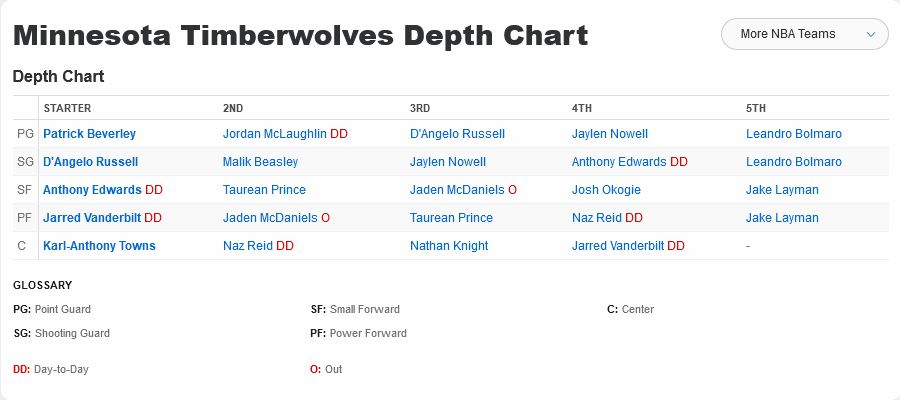 Minnesota Timberwolves Depth Chart
More NBA Teams
Depth Chart
STARTER 2ND 3RD 4TH 5TH
PG Patrick Beverley Jordan McLaughlin DD D'Angelo Russell Jaylen Nowell Leandro Bolmaro
SG D'Angelo Russell Malik Beasley Jaylen Nowell Anthony Edwards DD Leandro Bolmaro
SF Anthony Edwards DD Taurean Prince Jaden McDaniels O Josh Okogie Jake Layman
PF Jarred Vanderbilt DD Jaden McDaniels O Taurean Prince Naz Reid DD Jake Layman
C Karl-Anthony Towns Naz Reid DD Nathan Knight Jarred Vanderbilt DD -
GLOSSARY
PG: Point Guard SF: Small Forward C: Center
SG: Shooting Guard PF: Power Forward
DD: Day-to-Day O: Out